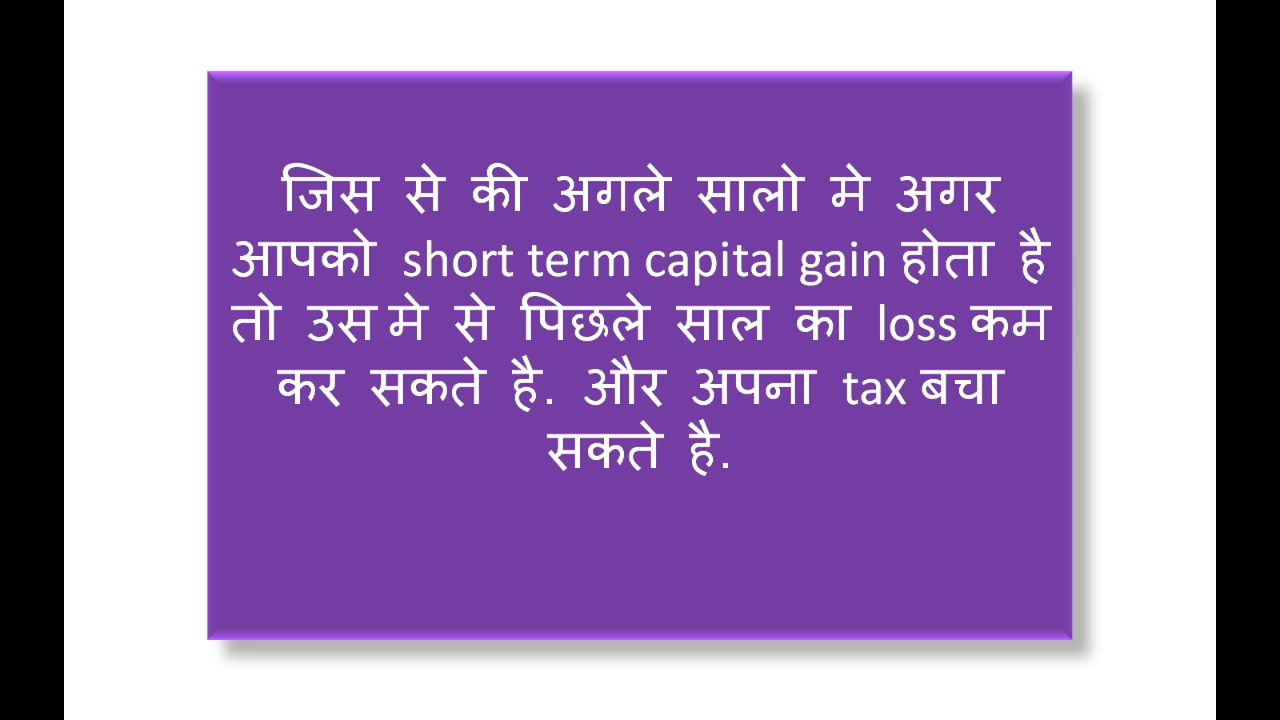 जिस से की अगले सालो मे अगर
आपको short term capital gain होता है
तो उस मे से पिछले साल का loss कम
कर सकते है. और अपना tax बचा
सकते है.